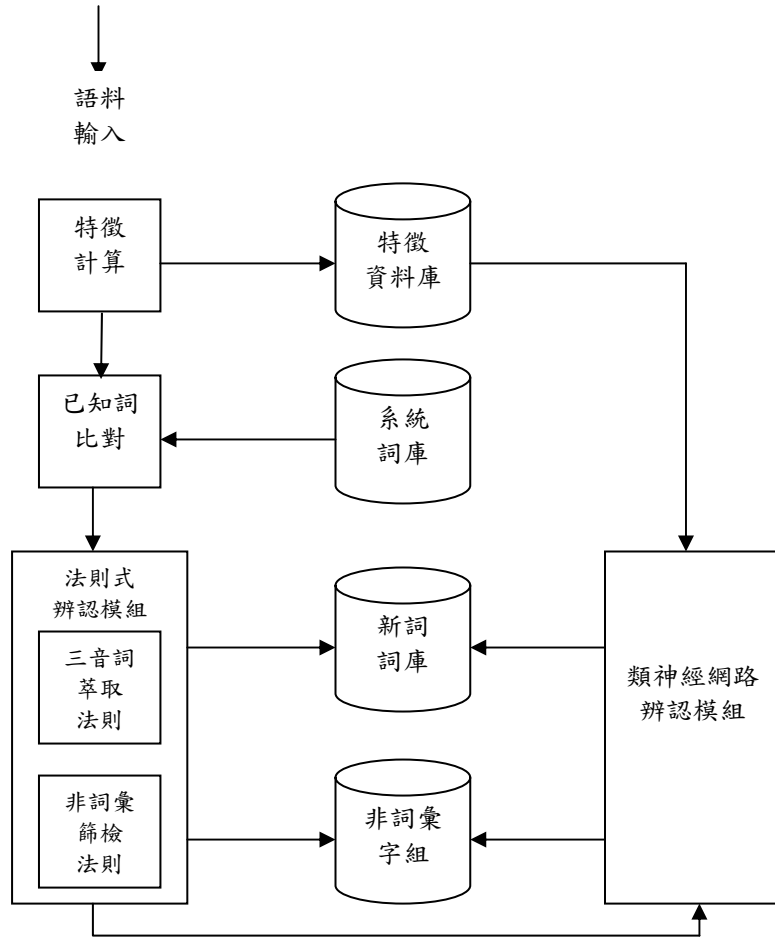 語料
輸入
特徵
計算
特徵
資料庫
已知詞
比對
系統
詞庫
法則式
辨認模組
三音詞
萃取
法則
非詞彙
篩檢
法則
新詞
詞庫
非詞彙
字組
類神經網路
辨認模組